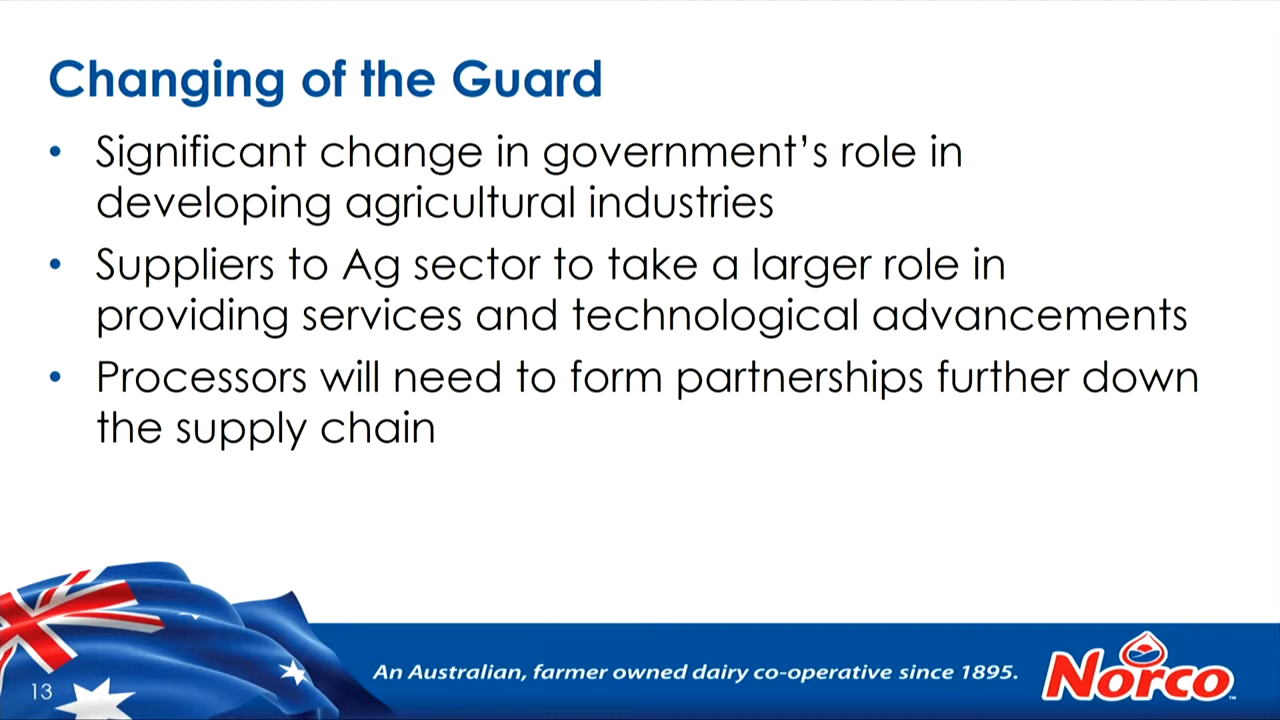 Changing of the Guard
• Significant change in government’s role in
developing agricultural industries
• Suppliers to Ag sector to take a larger role in
providing services and technological advancements
• Processors will need to form partnerships further down
the supply chain
13
An Australian, farmer owned dairy co-operative since 1895.
Norco™